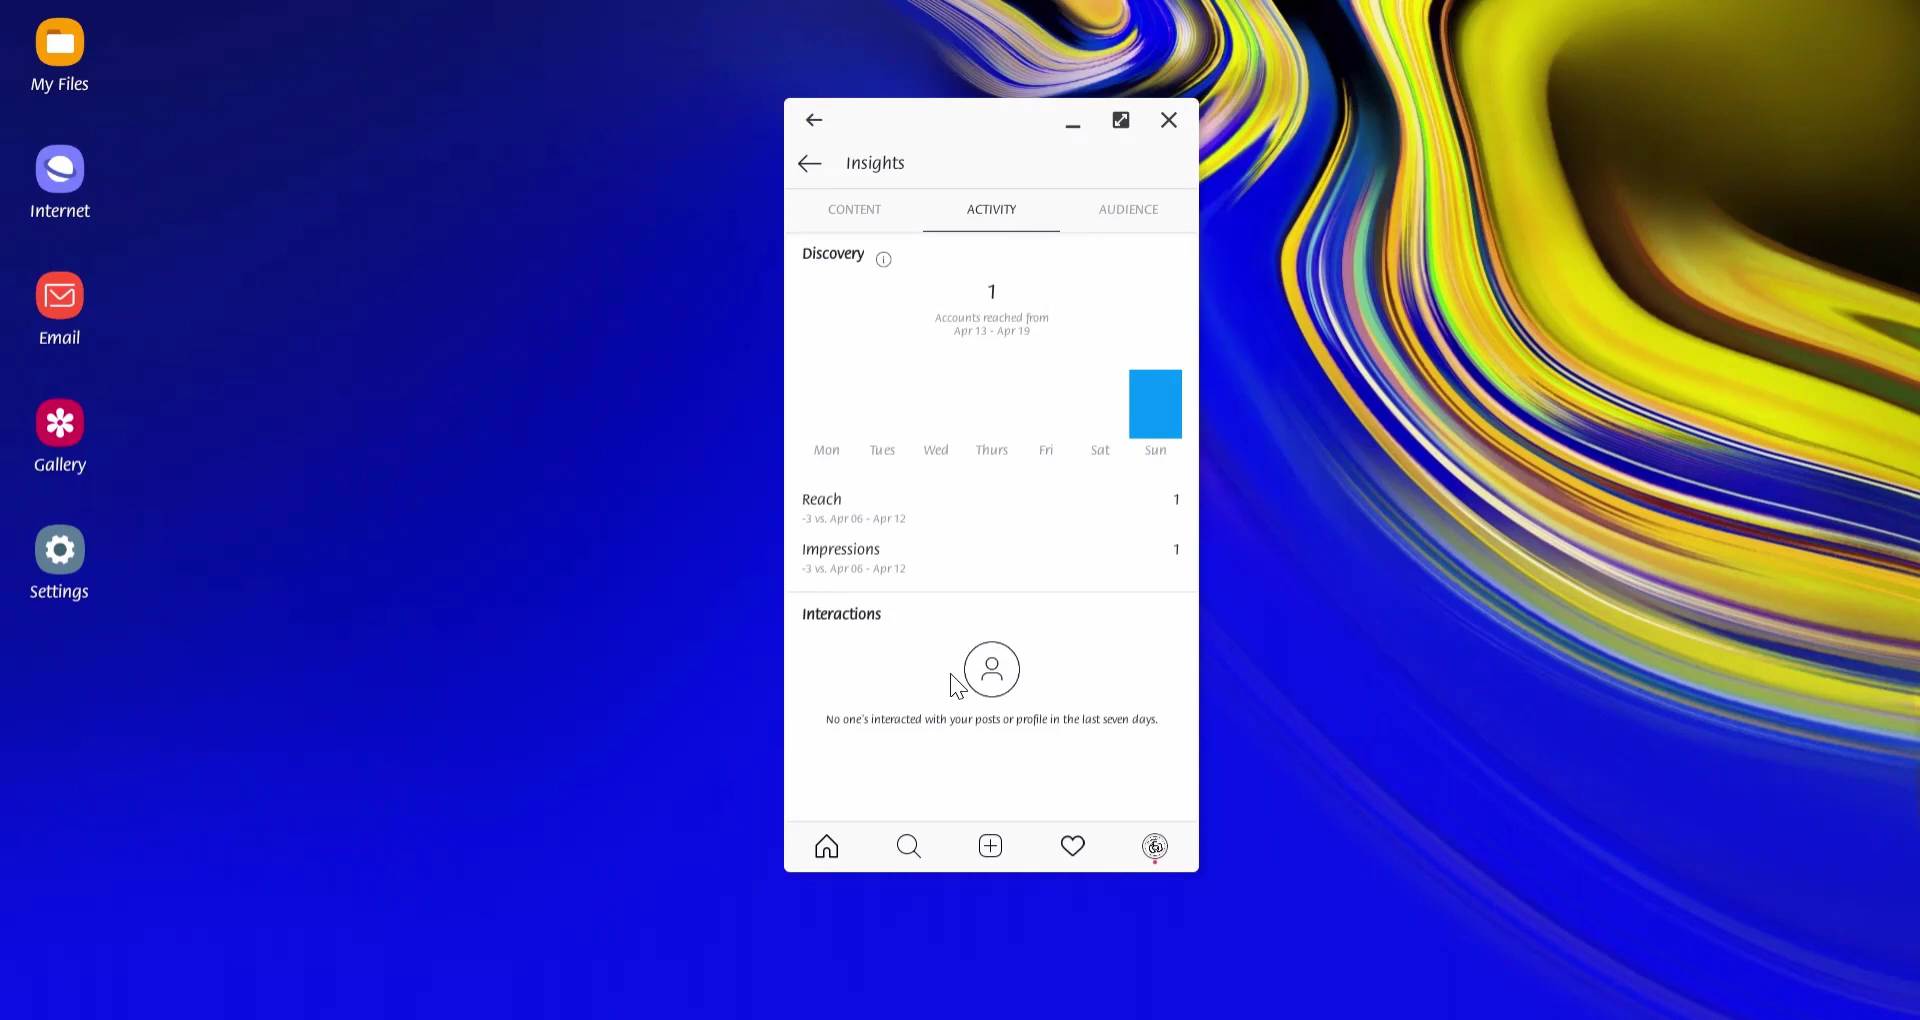 My Files
Internet
Email
Gallery
Settings
Insights
CONTENT ACTIVITY AUDIENCE
Discovery
1
Accounts reached from
Apr 13 - Apr 19
Mon Tues Wed Thurs Fri Sat Sun
Reach 1
-3 vs. Apr 06 - Apr 12
Impressions 1
-3 vs. Apr 06 - Apr 12
Interactions
No one's interacted with your posts or profile in the last seven days.